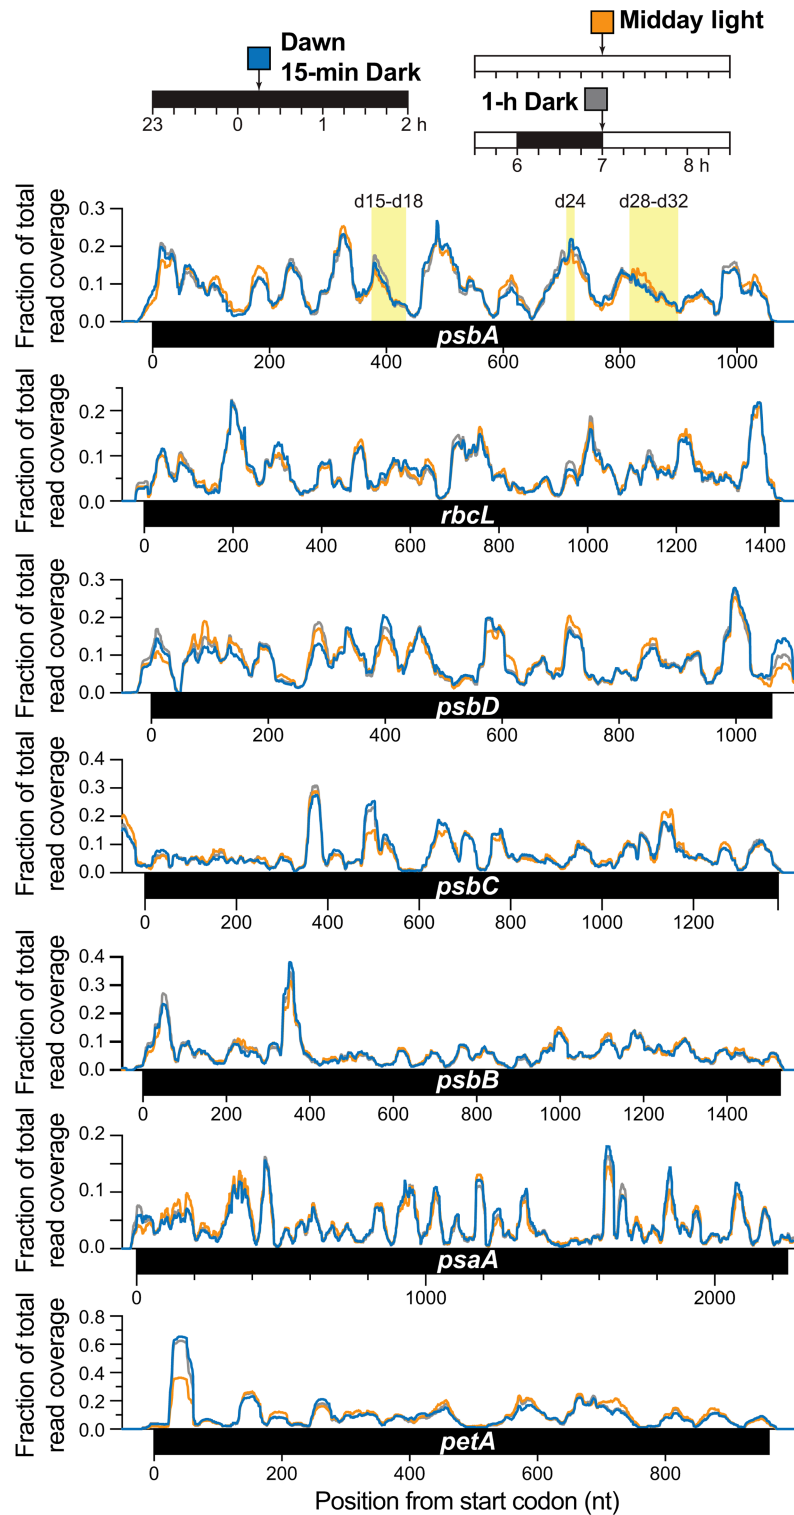 Dawn
15-min Dark
23 0 1 2 h
Midday light
1-h Dark
6 7 8 h
d15-d18 d24 d28-d32
Fraction of total
read coverage
0.3
0.2
0.1
0.0
psbA
0 200 400 600 800 1000
Fraction of total
read coverage
0.2
0.1
0.0
rbcL
0 200 400 600 800 1000 1200 1400
Fraction of total
read coverage
0.3
0.2
0.1
0.0
psbD
0 200 400 600 800 1000
Fraction of total
read coverage
0.4
0.3
0.2
0.1
0.0
psbC
0 200 400 600 800 1000 1200
Fraction of total
read coverage
0.4
0.3
0.2
0.1
0.0
psbB
0 200 400 600 800 1000 1200 1400
Fraction of total
read coverage
0.2
0.1
0.0
psaA
0 1000 2000
Fraction of total
read coverage
0.8
0.6
0.4
0.2
0.0
petA
0 200 400 600 800
Position from start codon (nt)